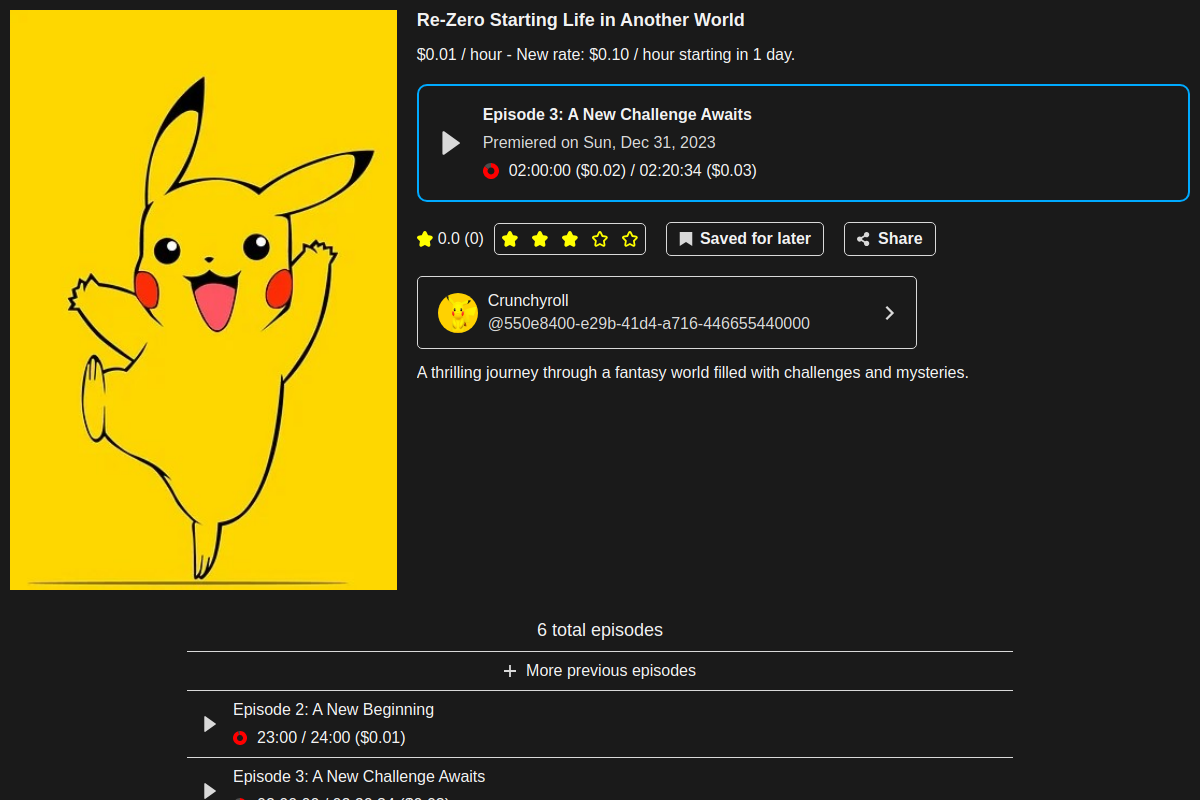 Re-Zero Starting Life in Another World
$0.01 / hour - New rate: $0.10 / hour starting in 1 day.
Episode 3: A New Challenge Awaits
Premiered on Sun, Dec 31, 2023
02:00:00 ($0.02) / 02:20:34 ($0.03)
0.0 (0)
Saved for later
Share
Crunchyroll
@550e8400-e29b-41d4-a716-446655440000
A thrilling journey through a fantasy world filled with challenges and mysteries.
6 total episodes
More previous episodes
Episode 2: A New Beginning
23:00 / 24:00 ($0.01)
Episode 3: A New Challenge Awaits